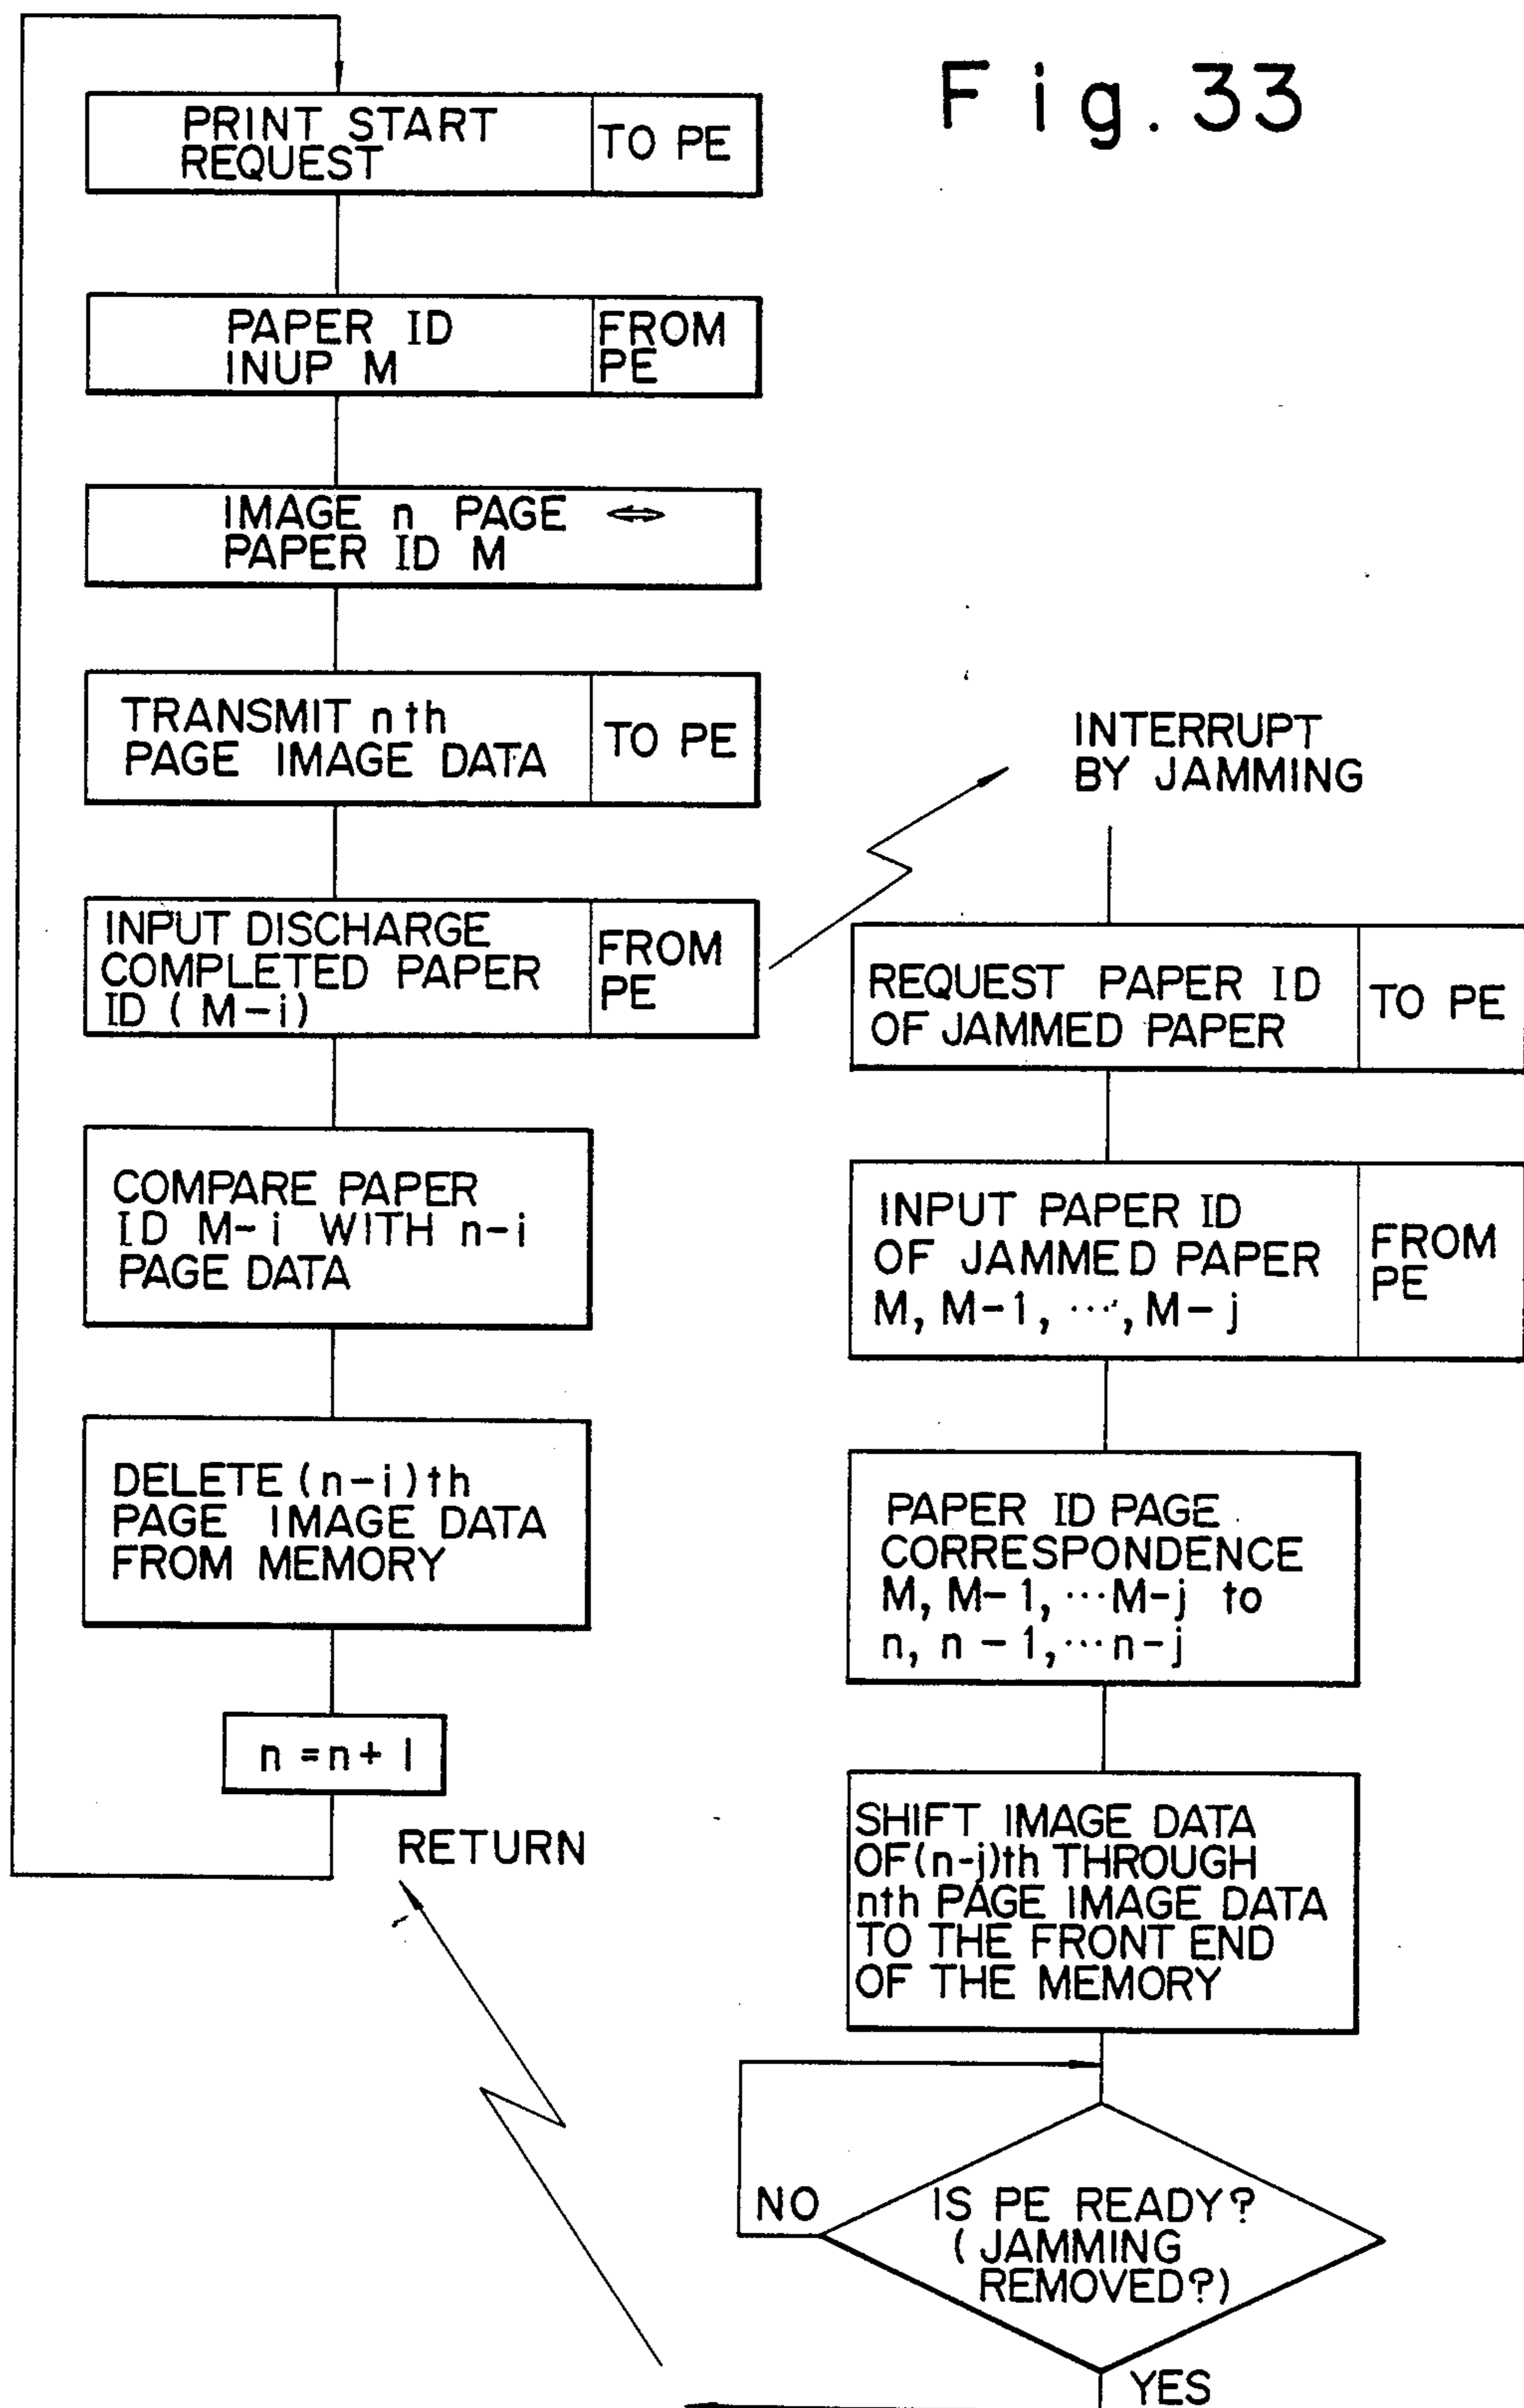 Fig. 33
PRINT START
REQUEST
TO PE
PAPER ID
INUP M
FROM
PE
IMAGE n PAGE ⇔
PAPER ID M
TRANSMIT nth
PAGE IMAGE DATA
TO PE
INPUT DISCHARGE
COMPLETED PAPER
ID (M-i)
FROM
PE
COMPARE PAPER
ID M-i WITH n-i
PAGE DATA
DELETE (n-i)th
PAGE IMAGE DATA
FROM MEMORY
n = n + 1
RETURN
INTERRUPT
BY JAMMING
REQUEST PAPER ID
OF JAMMED PAPER
TO PE
INPUT PAPER ID
OF JAMMED PAPER
M, M-1, ..., M-j
FROM
PE
PAPER ID PAGE
CORRESPONDENCE
M, M-1, ...M-j to
n, n-1, ...n-j
SHIFT IMAGE DATA
OF(n-j)th THROUGH
nth PAGE IMAGE DATA
TO THE FRONT END
OF THE MEMORY
NO
IS PE READY?
(JAMMING
REMOVED?)
YES